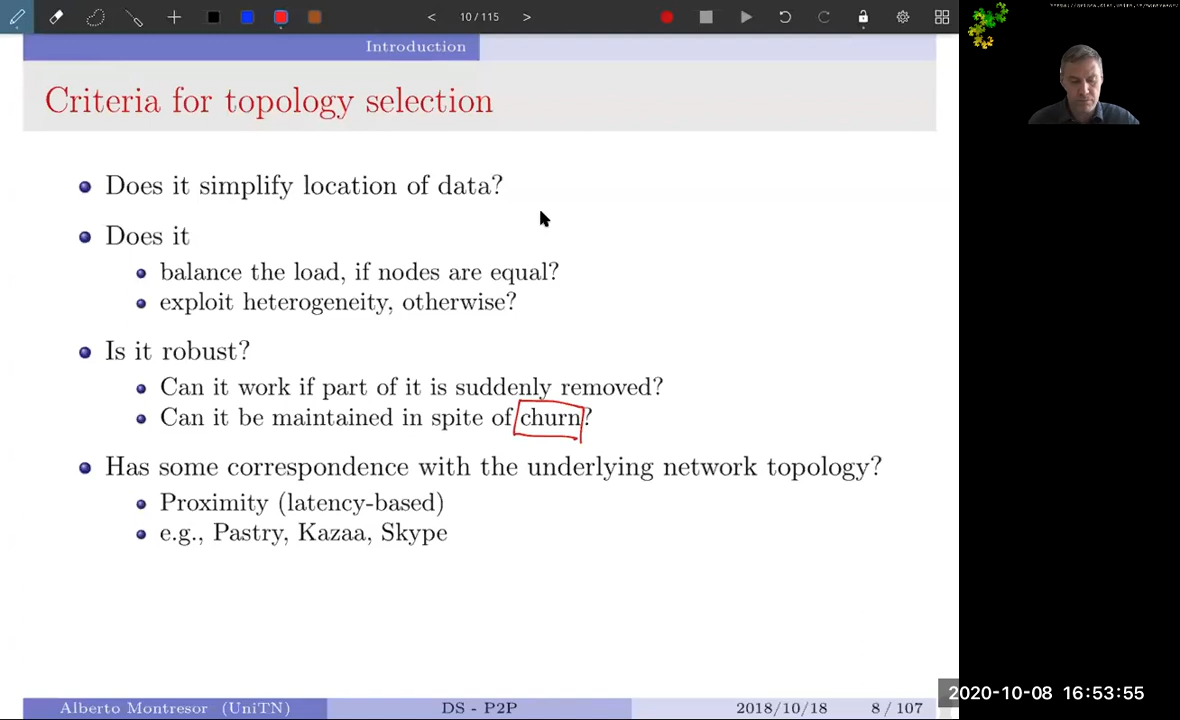 10 / 115
Introduction
Criteria for topology selection
Does it simplify location of data?
Does it
balance the load, if nodes are equal?
exploit heterogeneity, otherwise?
Is it robust?
Can it work if part of it is suddenly removed?
Can it be maintained in spite of churn?
Has some correspondence with the underlying network topology?
Proximity (latency-based)
e.g., Pastry, Kazaa, Skype
Alberto Montresor (UniTN) DS - P2P 2018/10/18 8 / 107
2020-10-08 16:53:55